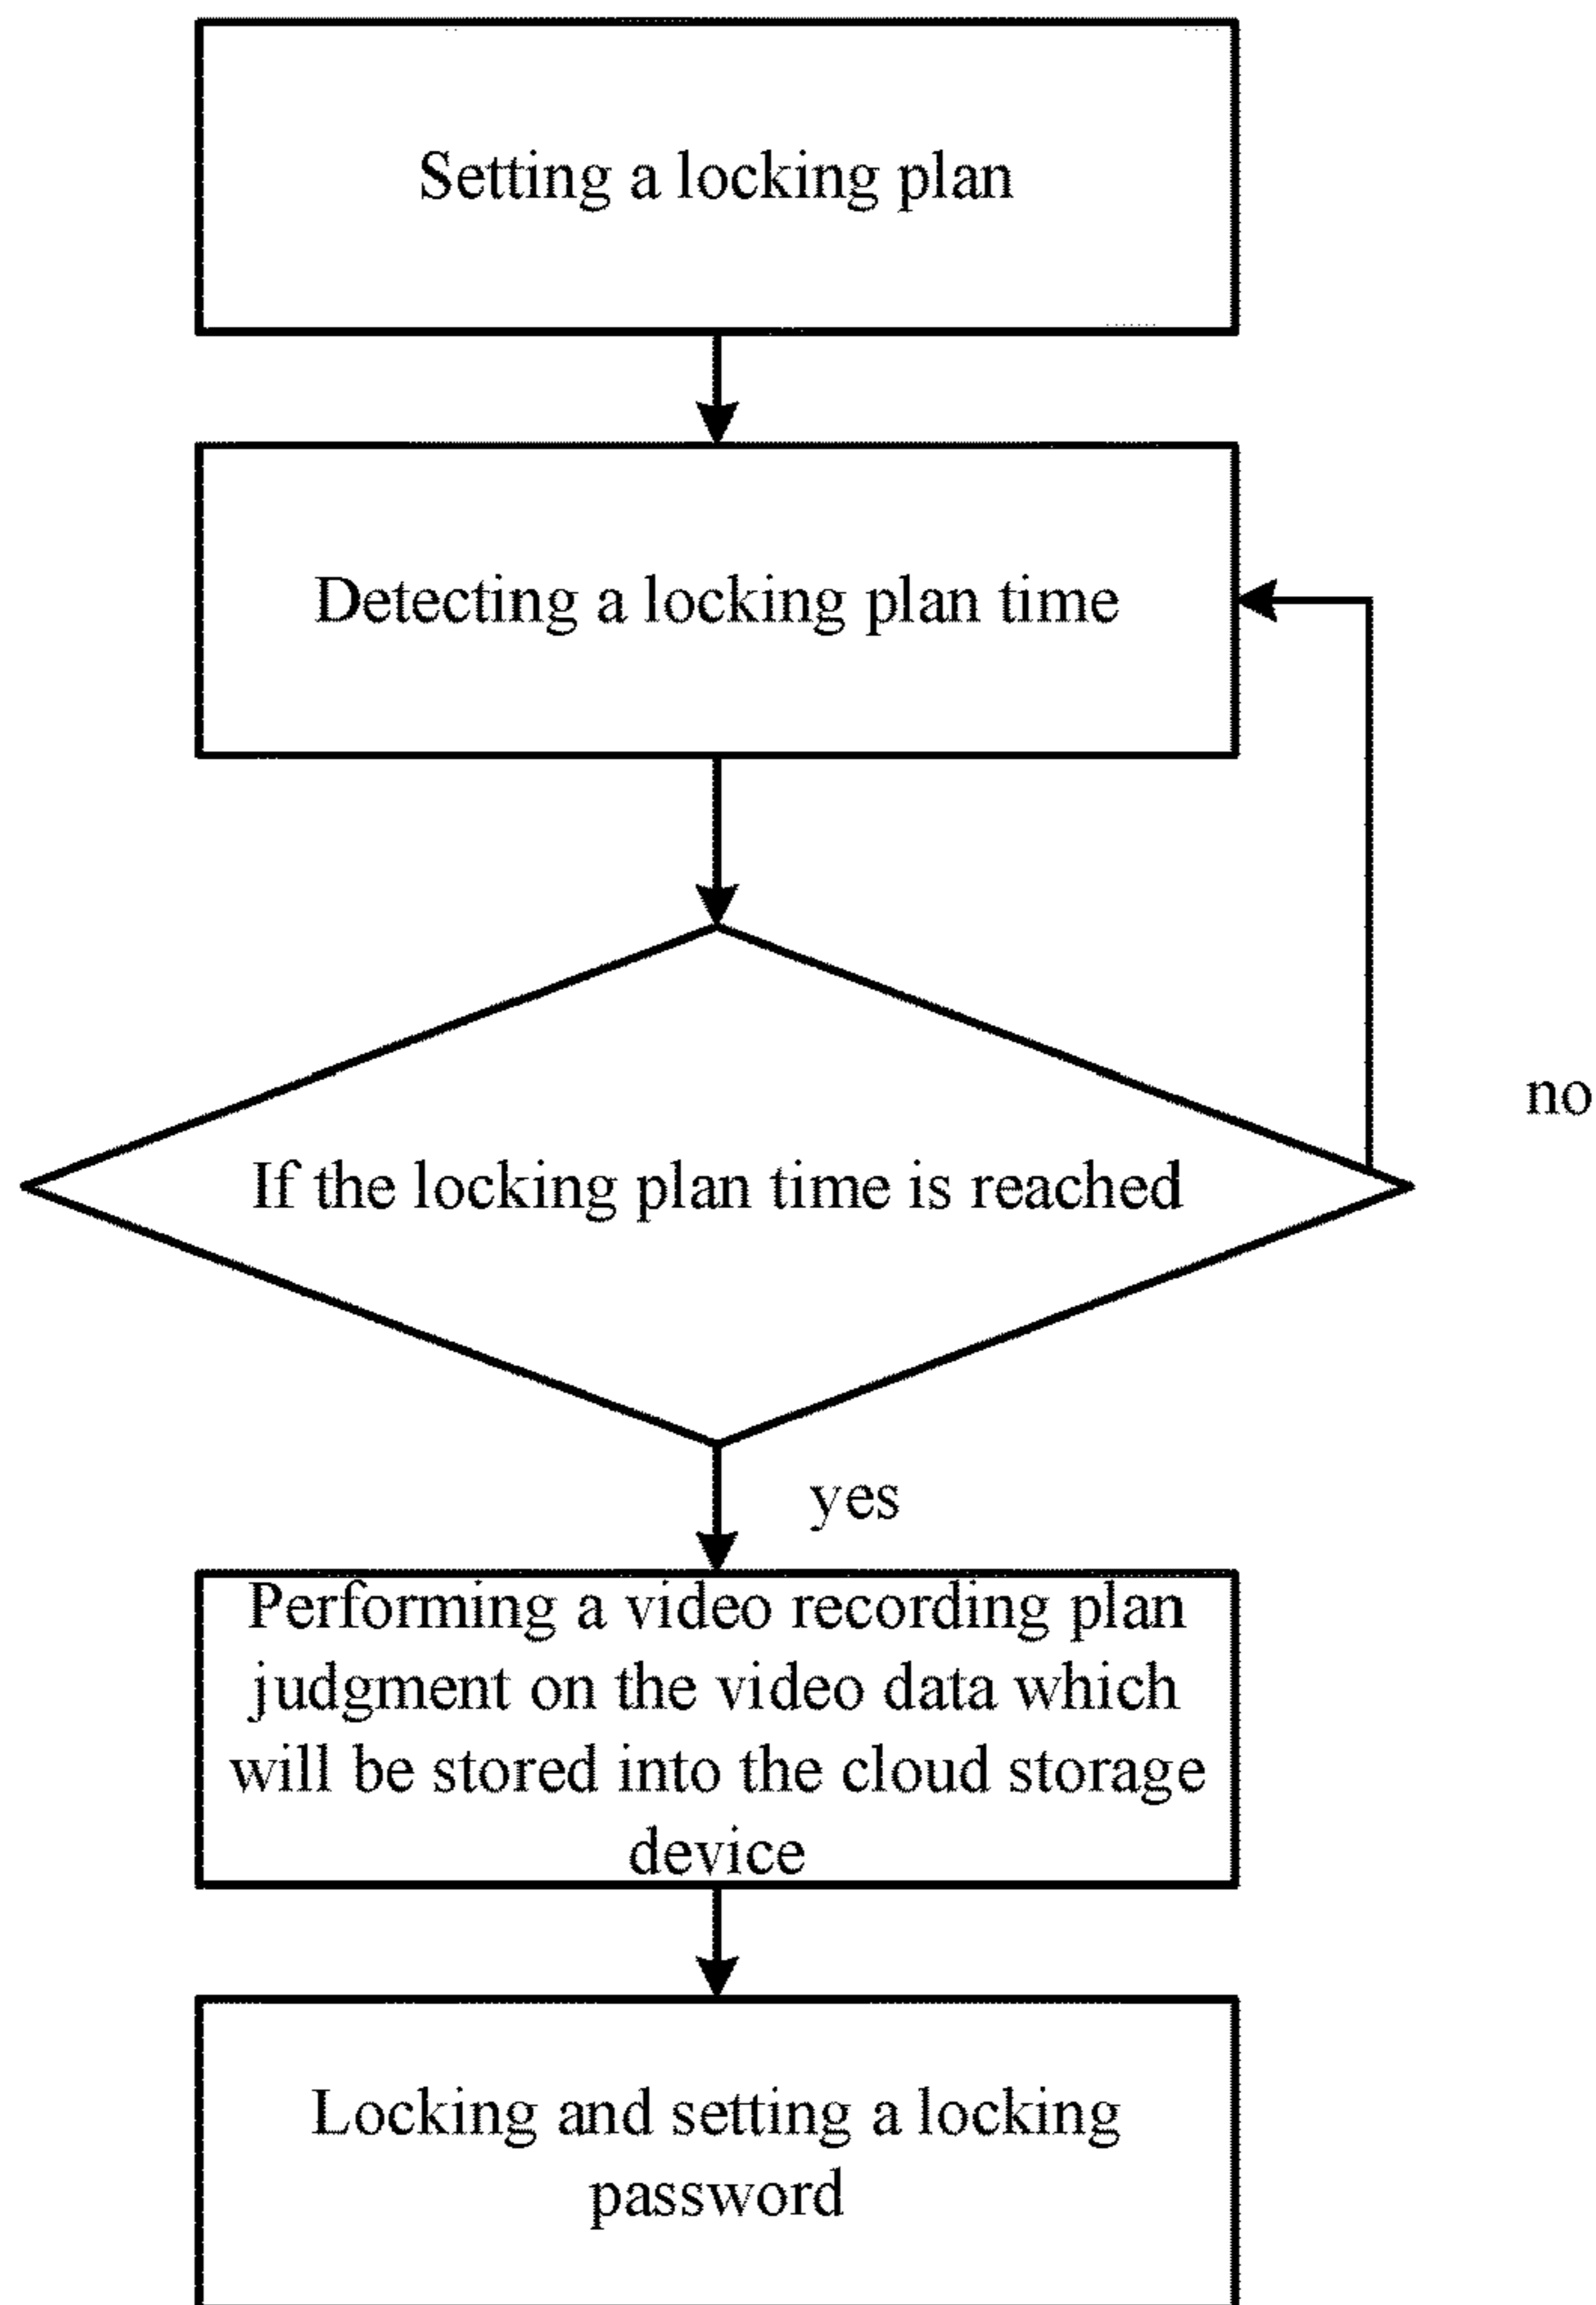 Setting a locking plan
Detecting a locking plan time
no
If the locking plan time is reached
yes
Performing a video recording plan
judgment on the video data which
will be stored into the cloud storage
device
Locking and setting a locking
password